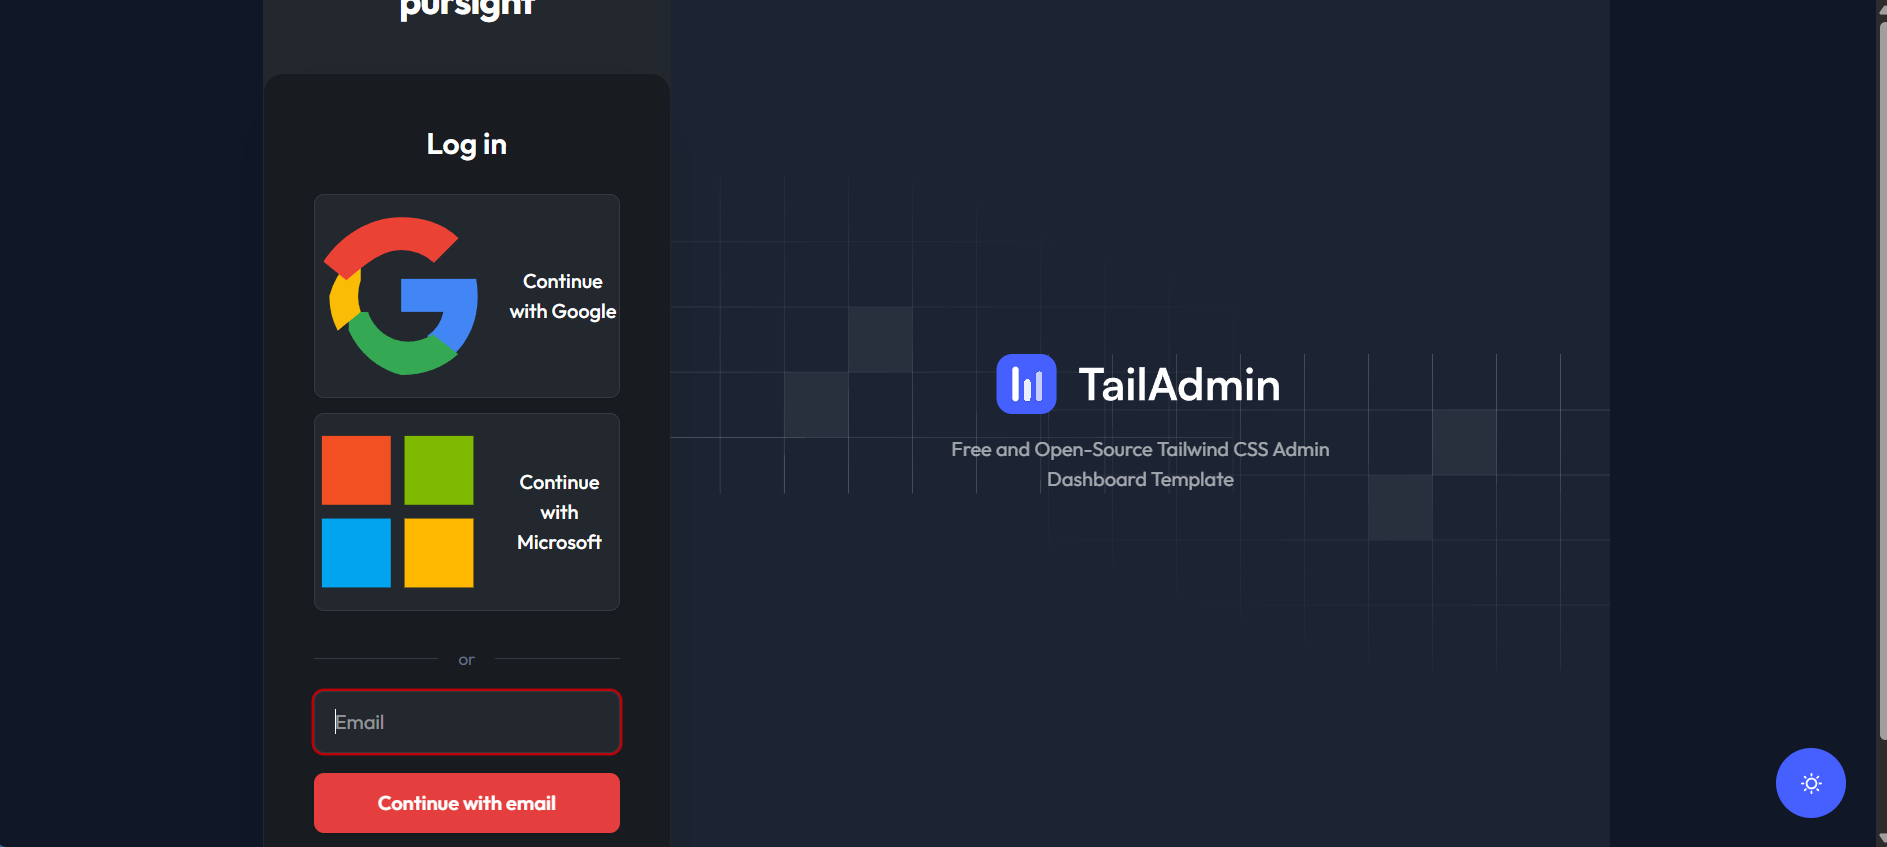 pursight
Log in
Continue
with Google
Continue
with
Microsoft
or
Email
Continue with email
TailAdmin
Free and Open-Source Tailwind CSS Admin
Dashboard Template